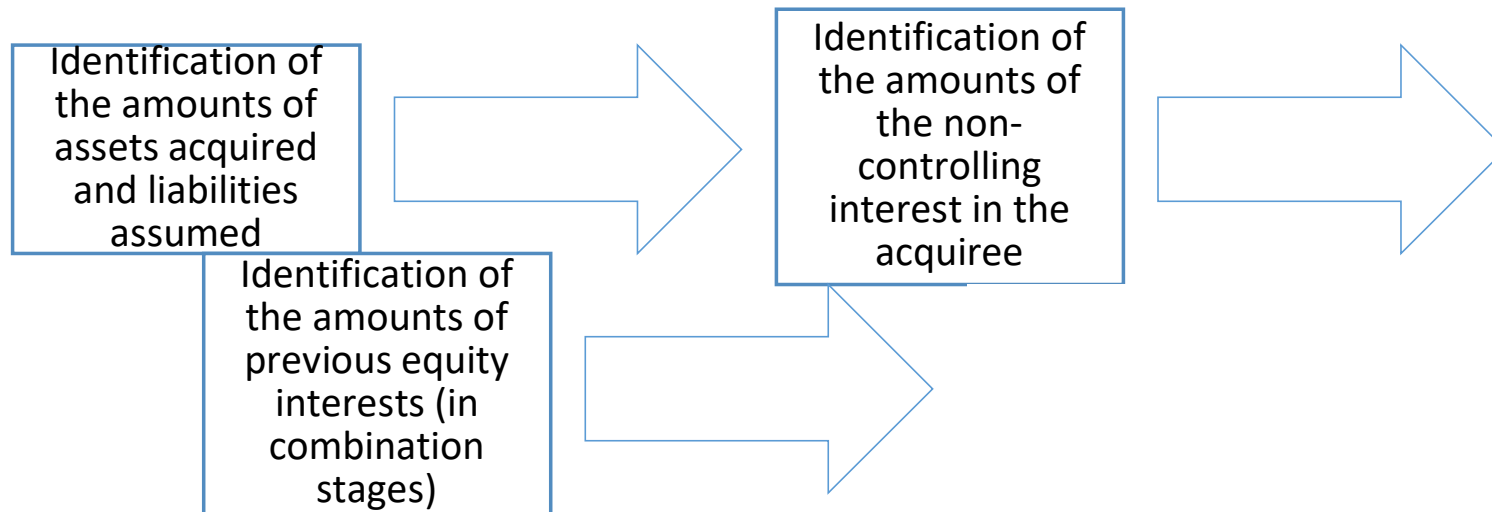 Identification of
the amounts of
assets acquired
and liabilities
assumed
Identification of
the amounts of
the non-
controlling
interest in the
acquiree
Identification of
the amounts of
previous equity
interests (in
combination
stages)